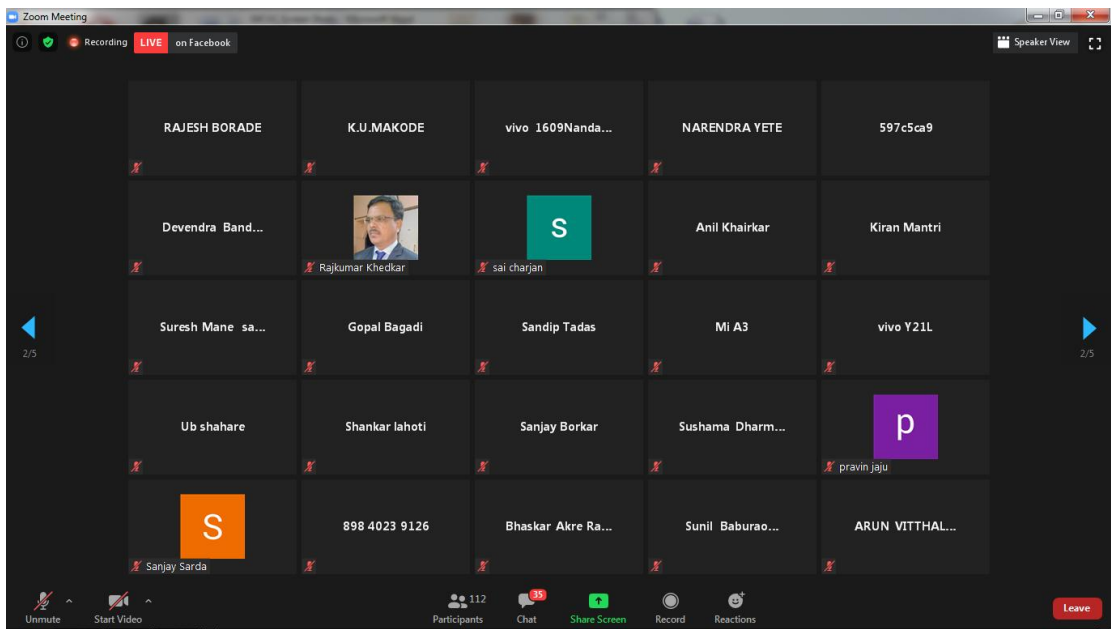 Zoom Meeting
Recording LIVE on Facebook
Speaker View
RAJESH BORADE
K.U.MAKODE
vivo 1609Nanda...
NARENDRA YETE
597c5ca9
Devendra Band...
Rajkumar Khedkar
S
sai charjan
Anil Khairkar
Kiran Mantri
Suresh Mane sa...
Gopal Bagadi
Sandip Tadas
Mi A3
vivo Y21L
2/5
2/5
Ub shahare
Shankar lahoti
Sanjay Borkar
Sushama Dharm...
p
pravin jaju
S
Sanjay Sarda
898 4023 9126
Bhaskar Akre Ra...
Sunil Baburao...
ARUN VITTHAL...
Unmute
Start Video
112
Participants
35
Chat
Share Screen
Record
Reactions
Leave